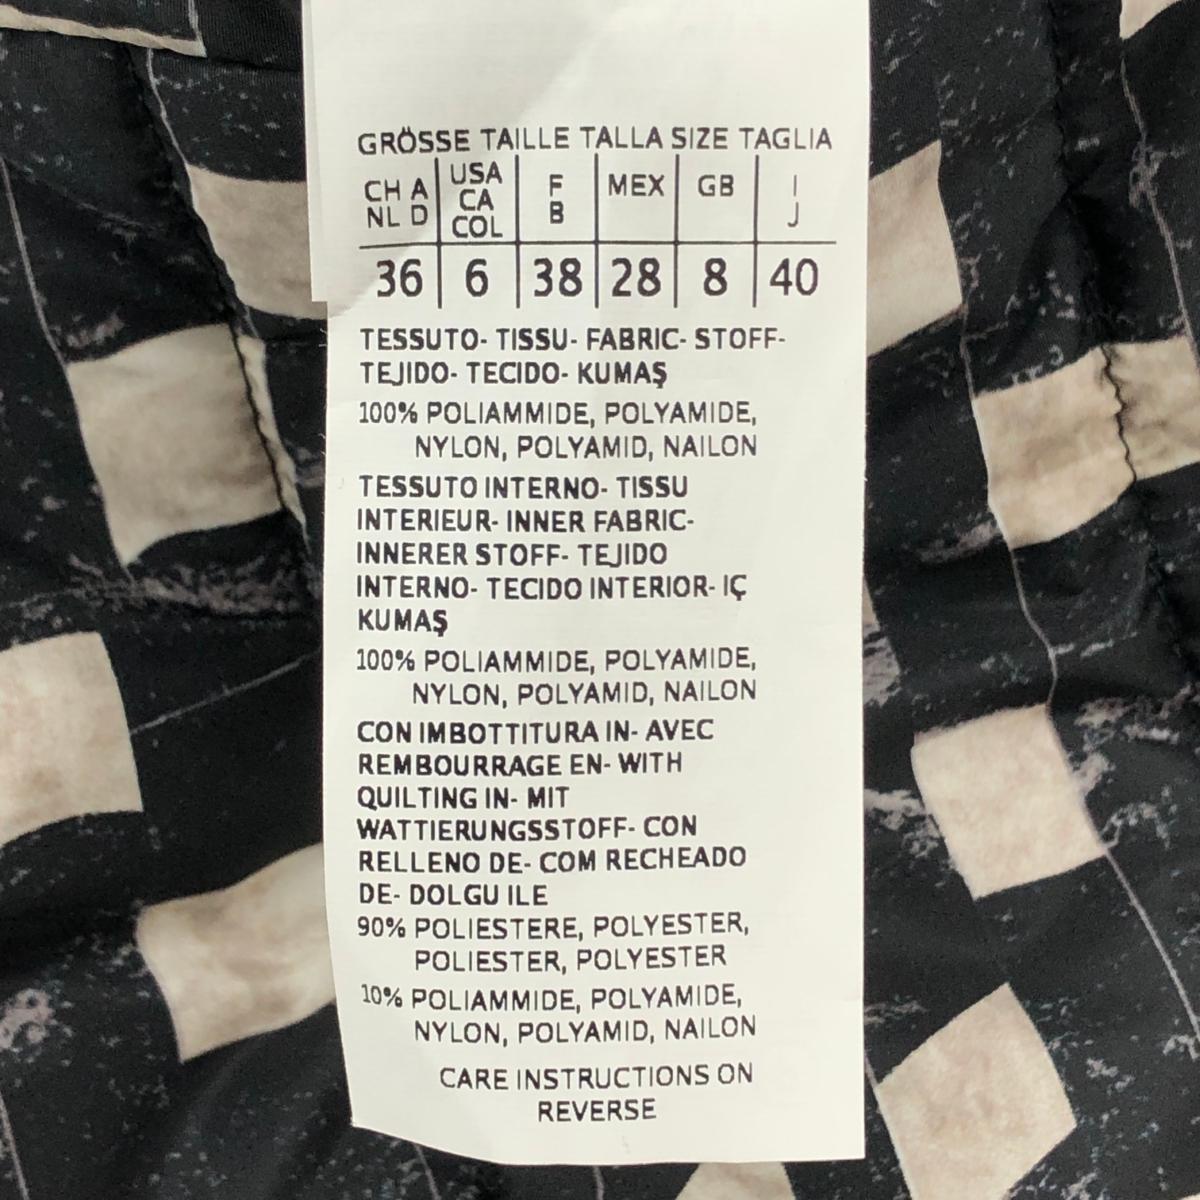 GRÖSSE TAILLE TALLA SIZE TAGLIA
CH A NL D | USA CA COL | F B | MEX | GB | I J
36 | 6 | 38 | 28 | 8 | 40
TESSUTO- TISSU- FABRIC- STOFF-
TEJIDO- TECIDO- KUMAŞ
100% POLIAMMIDE, POLYAMIDE,
NYLON, POLYAMID, NAILON
TESSUTO INTERNO- TISSU
INTERIEUR- INNER FABRIC-
INNERER STOFF- TEJIDO
INTERNO- TECIDO INTERIOR- IÇ
KUMAŞ
100% POLIAMMIDE, POLYAMIDE,
NYLON, POLYAMID, NAILON
CON IMBOTTITURA IN- AVEC
REMBOURRAGE EN- WITH
QUILTING IN- MIT
WATTIERUNGSSTOFF- CON
RELLENO DE- COM RECHEADO
DE- DOLGU ILE
90% POLIESTERE, POLYESTER,
POLIESTER, POLYESTER
10% POLIAMMIDE, POLYAMIDE,
NYLON, POLYAMID, NAILON
CARE INSTRUCTIONS ON
REVERSE